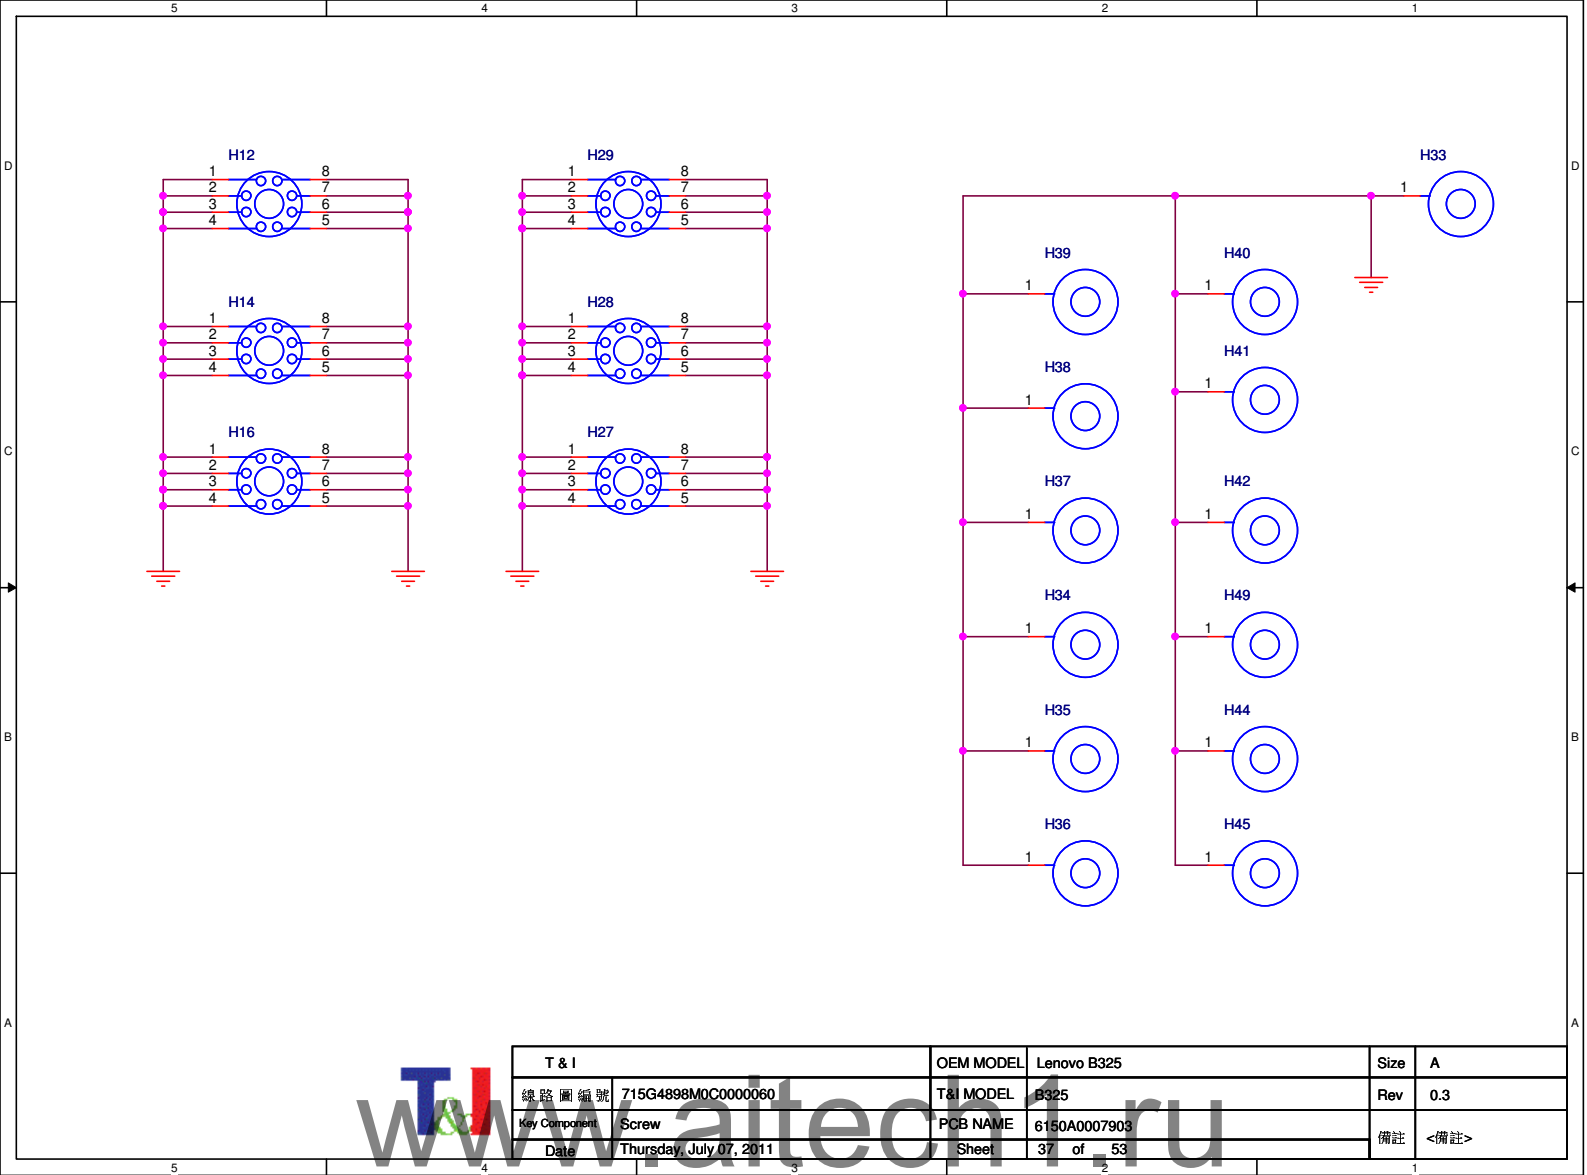 5 4 3 2 1
D D
H12 H29 H33
1 8 1 8
2 7 2 7 1
3 6 3 6
4 5 4 5
H39 H40
1 1
H14 H28
1 8 1 8
2 7 2 7
3 6 3 6
4 5 4 5
H41
1
H38
1
H16 H27
C C
1 8 1 8
2 7 2 7
3 6 3 6
4 5 4 5
H37 H42
1 1
H34 H49
1 1
H35 H44
B B
1 1
H36 H45
1 1
A A
T & I OEM MODEL Lenovo B325 Size A
線路圖編號 715G4898M0C0000060 T&I MODEL B325 Rev 0.3
Key Component Screw PCB NAME 6150A0007903 備註 <備註>
Date Thursday, July 07, 2011 Sheet 37 of 53
T&I
www.aitech1.ru
5 4 3 2 1